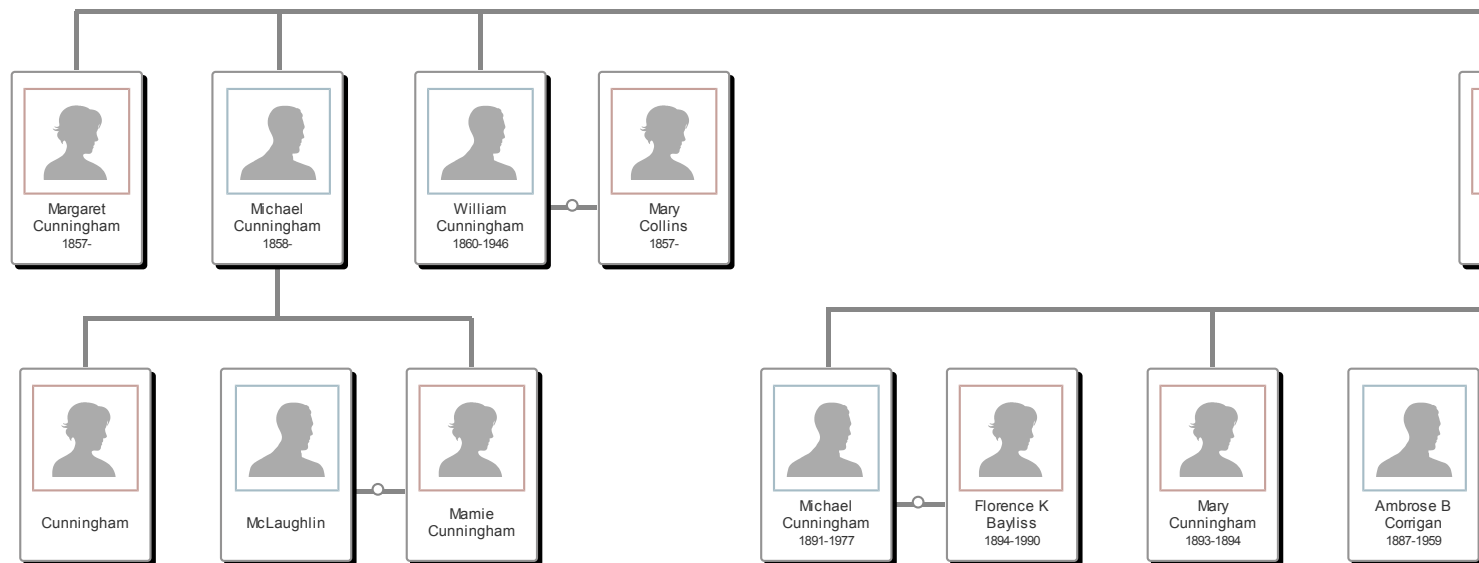 Margaret
Cunningham
1857-
Michael
Cunningham
1858-
William
Cunningham
1860-1946
Mary
Collins
1857-
Cunningham
McLaughlin
Mamie
Cunningham
Michael
Cunningham
1891-1977
Florence K
Bayliss
1894-1990
Mary
Cunningham
1893-1894
Ambrose B
Corrigan
1887-1959